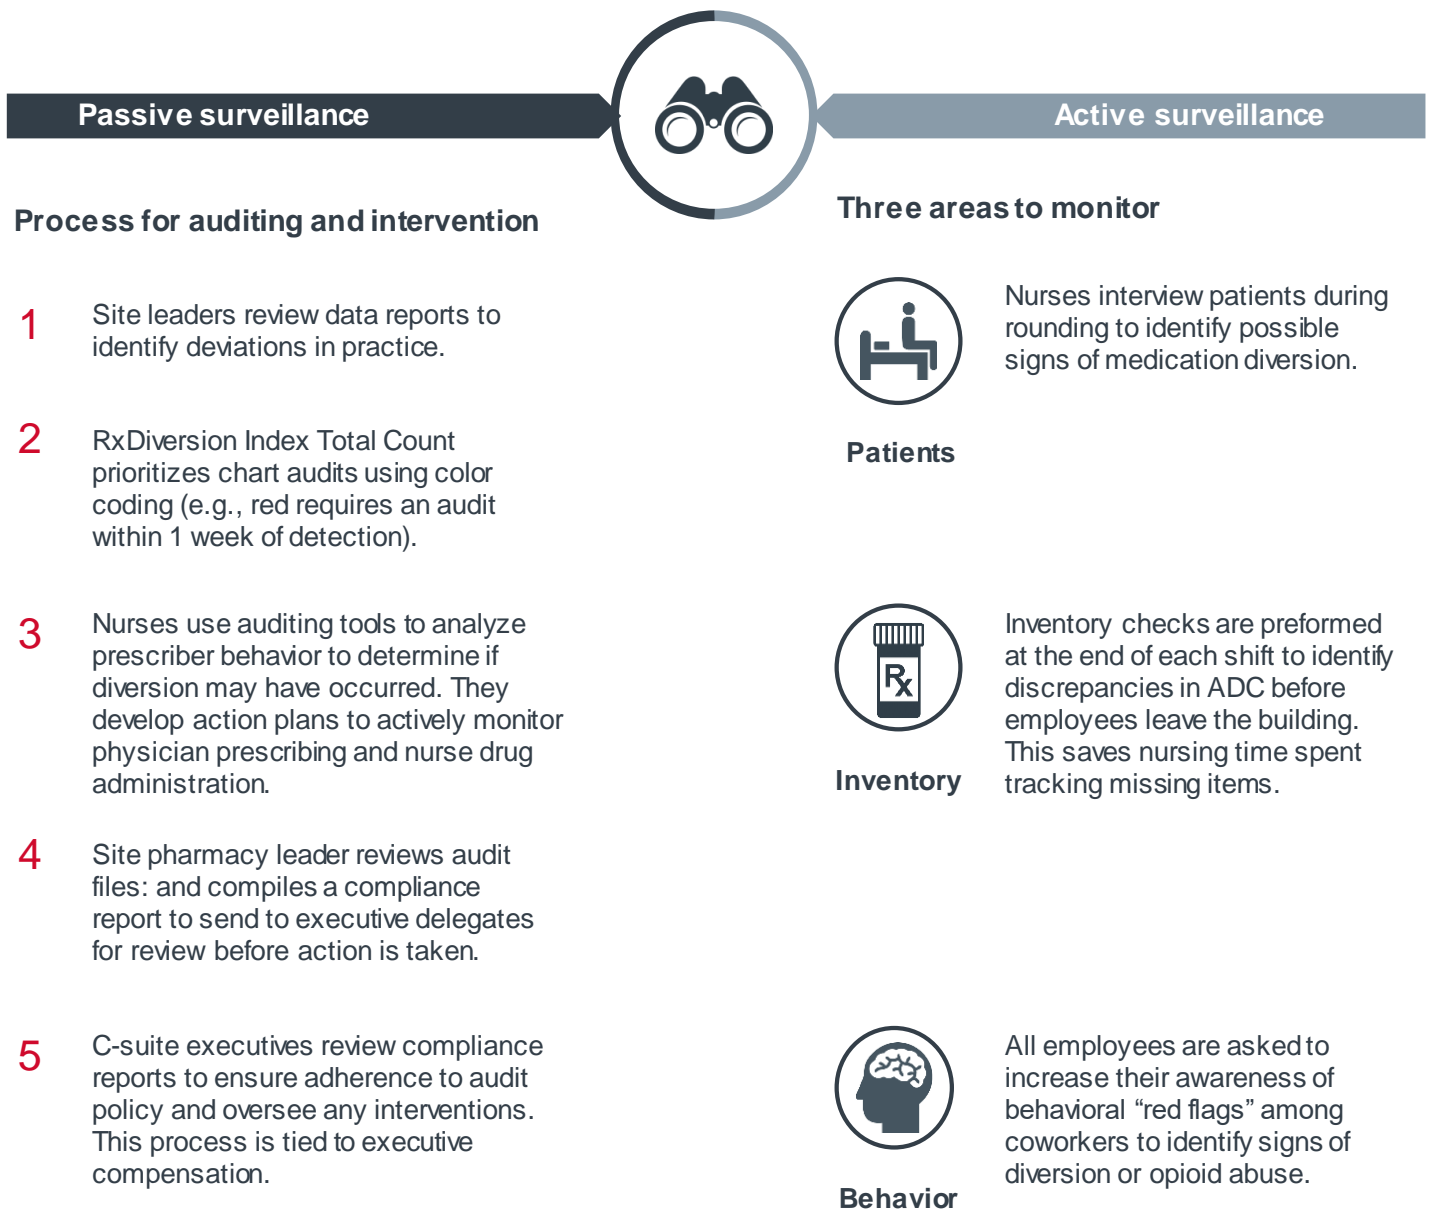 Passive surveillance
Active surveillance
Process for auditing and intervention
1
Site leaders review data reports to
identify deviations in practice.
2
RxDiversion Index Total Count
prioritizes chart audits using color
coding (e.g., red requires an audit
within 1 week of detection).
3
Nurses use auditing tools to analyze
prescriber behavior to determine if
diversion may have occurred. They
develop action plans to actively monitor
physician prescribing and nurse drug
administration.
4
Site pharmacy leader reviews audit
files: and compiles a compliance
report to send to executive delegates
for review before action is taken.
5
C-suite executives review compliance
reports to ensure adherence to audit
policy and oversee any interventions.
This process is tied to executive
compensation.
Three areas to monitor
Patients
Nurses interview patients during
rounding to identify possible
signs of medication diversion.
Rx
Inventory
Inventory checks are preformed
at the end of each shift to identify
discrepancies in ADC before
employees leave the building.
This saves nursing time spent
tracking missing items.
Behavior
All employees are asked to
increase their awareness of
behavioral “red flags” among
coworkers to identify signs of
diversion or opioid abuse.